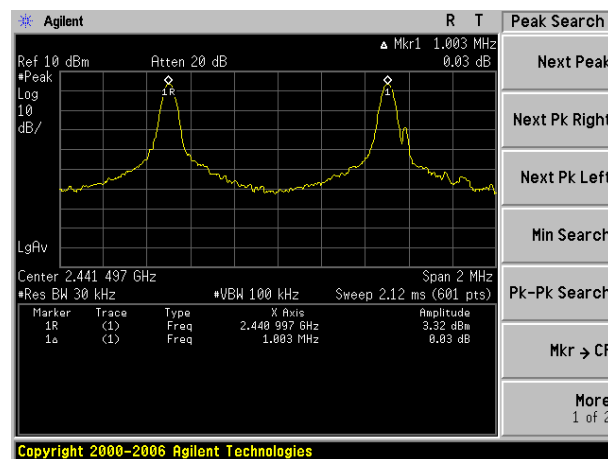 Agilent R T Peak Search
Δ Mkr1 1.003 MHz
Ref 10 dBm Atten 20 dB 0.03 dB
#Peak
Log
10
dB/
1R 1
LgAv
Center 2.441 497 GHz Span 2 MHz
#Res BW 30 kHz #VBW 100 kHz Sweep 2.12 ms (601 pts)
Marker Trace Type X Axis Amplitude
1R (1) Freq 2.440 997 GHz 3.32 dBm
1Δ (1) Freq 1.003 MHz 0.03 dB
Next Peak
Next Pk Right
Next Pk Left
Min Search
Pk-Pk Search
Mkr → CF
More
1 of 2
Copyright 2000-2006 Agilent Technologies